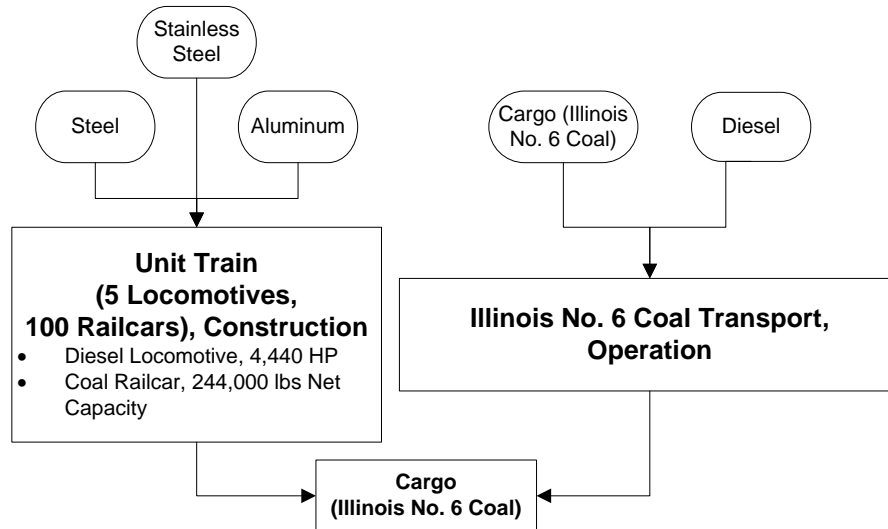 Stainless
Steel
Steel
Aluminum
Cargo (Illinois
No. 6 Coal)
Diesel
Unit Train
(5 Locomotives,
100 Railcars), Construction
• Diesel Locomotive, 4,440 HP
• Coal Railcar, 244,000 lbs Net
Capacity
Illinois No. 6 Coal Transport,
Operation
Cargo
(Illinois No. 6 Coal)